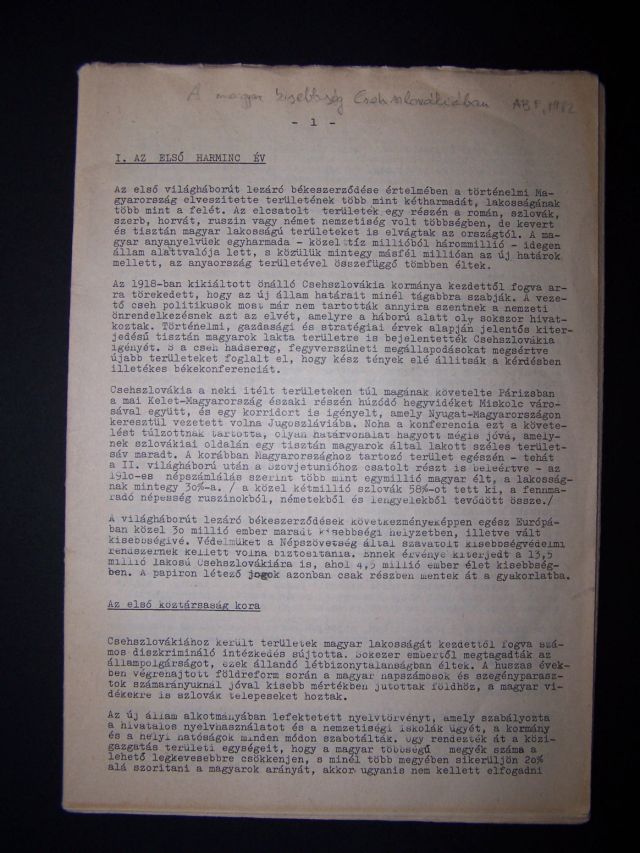 A magyar kisebbség Csehszlovákiában ABF, 1982
- 1 -
I. AZ ELSŐ HARMINC ÉV
Az első világháborút lezáró békeszerződése értelmében a történelmi Ma-
gyarország elveszitette területének több mint kétharmadát, lakosságának
több mint a felét. Az elcsatolt területek egy részén a román, szlovák,
szerb, horvát, ruszin vagy német nemzetiség volt többségben, de kevert
és tisztán magyar lakosságú területeket is elvágtak az országtól. A ma-
gyar anyanyelvüek egyharmada - közel tíz millióból hárommillió - idegen
állam alattvalója lett, s közülük mintegy másfél millióan az új határok
mellett, az anyaország területével összefüggő tömbben éltek.
Az 1918-ban kikiáltott önálló Csehszlovákia kormánya kezdettől fogva ar-
ra törekedett, hogy az új állam határait minél tágabbra szabják. A veze-
tő cseh politikusok most már nem tartották annyira szentnek a nemzeti
önrendelkezésnek azt az elvét, amelyre a háború alatt oly sokszor hivat-
koztak. Történelmi, gazdasági és stratégiai érvek alapján jelentős kiter-
jedésü tisztán magyarok lakta területre is bejelentették Csehszlovákia
igényét. S a cseh hadsereg, fegyverszüneti megállapodásokat megsértve
újabb területeket foglalt el, hogy kész tények elé állitsák a kérdésben
illetékes békekonferenciát.
Csehszlovákia a neki itélt területeken túl magának követelte Párizsban
a mai Kelet-Magyarország északi részén húzódó hegyvidéket Miskolc váro-
sával együtt, és egy korridort is igényelt, amely Nyugat-Magyarországon
keresztül vezetett volna Jugoszláviába. Noha a konferencia ezt a követe-
lést túlzottnak tartotta, olyan határvonalat hagyott mégis jóvá, amely-
nek szlovákiai oldalán egy tisztán magyarok által lakott széles terület-
sáv maradt. A korábban Magyarországhoz tartozó terület egészén - tehát
a II. világháború után a Szovjetunióhoz csatolt részt is beleértve - az
191o-es népszámlálás szerint több mint egymillió magyar élt, a lakosság-
nak mintegy 3o%-a. / a közel kétmillió szlovák 58%-ot tett ki, a fennma-
radó népesség ruszinokból, németekből és lengyelekből tevődött össze./
A világháborút lezáró békeszerződések következményeképpen egész Európá-
ban közel 3o millió ember maradt kisebbségi helyzetben, illetve vált
kisebbségivé. Védelmüket a Népszövetség által szavatolt kisebbségvédelmi
rendszernek kellett volna biztositania. Ennek érvénye kiterjedt a 13,5
millió lakosú Csehszlovákiára is, ahol 4,5 millió ember élet kisebbség-
ben. A papiron létező jogok azonban csak részben mentek át a gyakorlatba.
Az első köztársaság kora
Csehszlovákiához került területek magyar lakosságát kezdettől fogva szá-
mos diszkrimináló intézkedés sújtotta. Sokezer embertől megtagadták az
állampolgárságot, ezek állandó létbizonytalanságban éltek. A huszas évek-
ben végrehajtott földreform során a magyar napszámosok és szegényparasz-
tok számarányuknál jóval kisebb mértékben jutottak földhöz, a magyar vi-
dékekre is szlovák telepeseket hoztak.
Az új állam alkotmányában lefektetett nyelvtörvényt, amely szabályozta
a hivatalos nyelvhasználatot és a nemzetiségi iskolák ügyét, a kormány
és a helyi hatóságok minden módon szabotálták. Úgy rendezték át a közi-
gazgatás területi egységeit, hogy a magyar többségű megyék száma a
lehető legkevesebbre csökkenjen, s minél több megyében sikerüljön 2o%
alá szoritani a magyarok arányát, akkor ugyanis nem kellett elfogadni